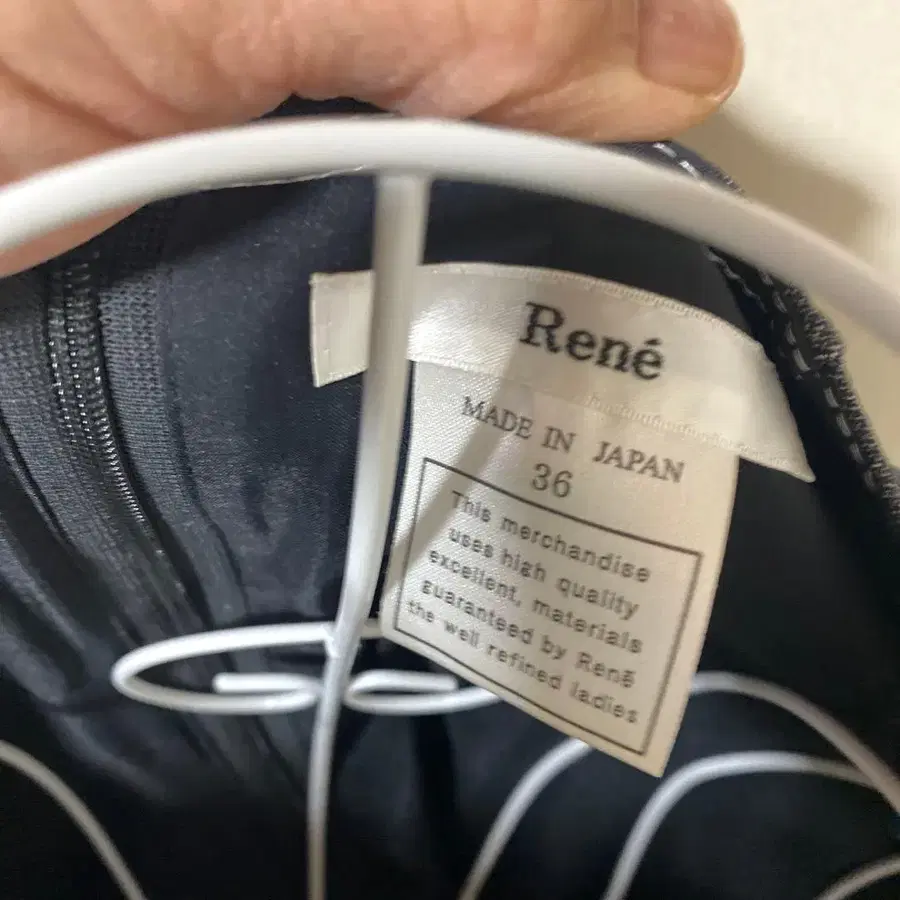 René
MADE IN JAPAN
36
This merchandise
uses high quality
excellent, materials
guaranteed by René
the well refined ladies